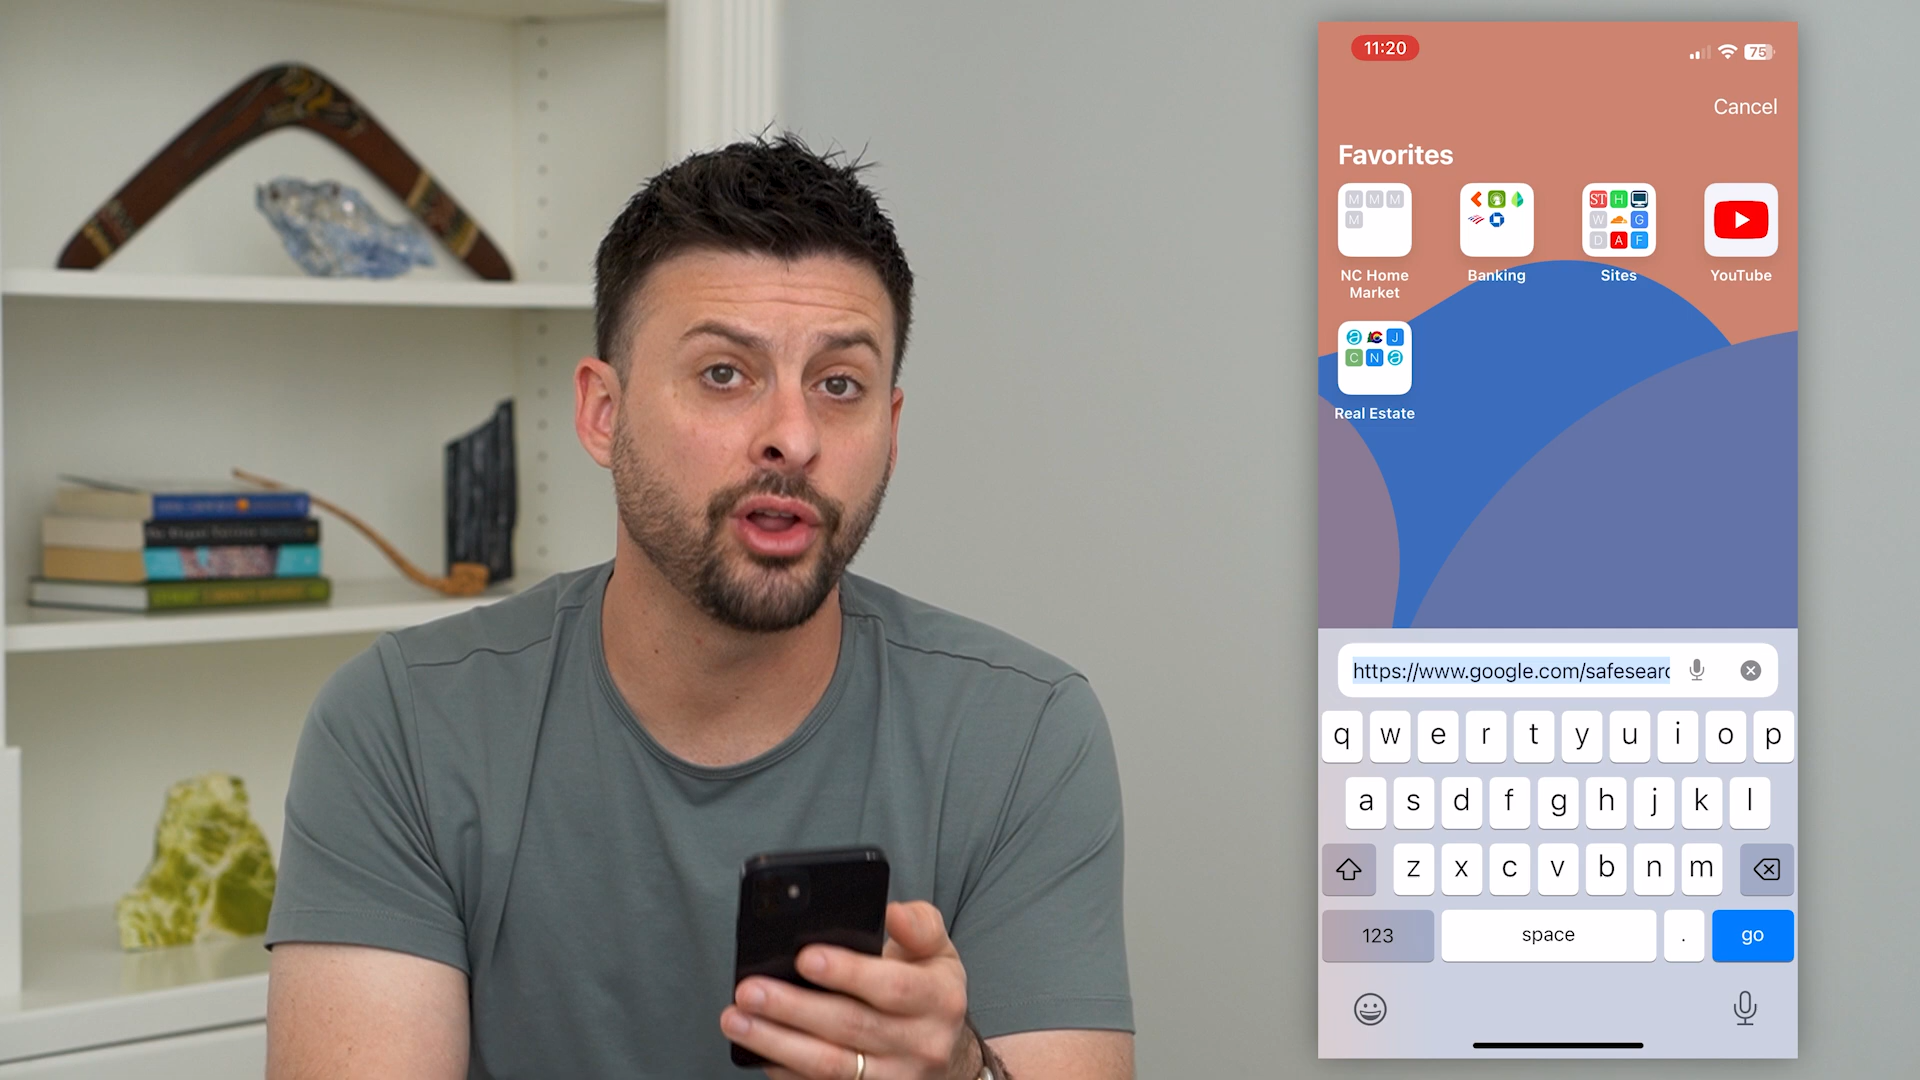 11:20
75
Cancel
Favorites
M M M
M
ST H
W G
D A F
NC Home
Market
Banking
Sites
YouTube
J
C N
Real Estate
https://www.google.com/safesearc
q w e r t y u i o p
a s d f g h j k l
z x c v b n m
123
space
.
go